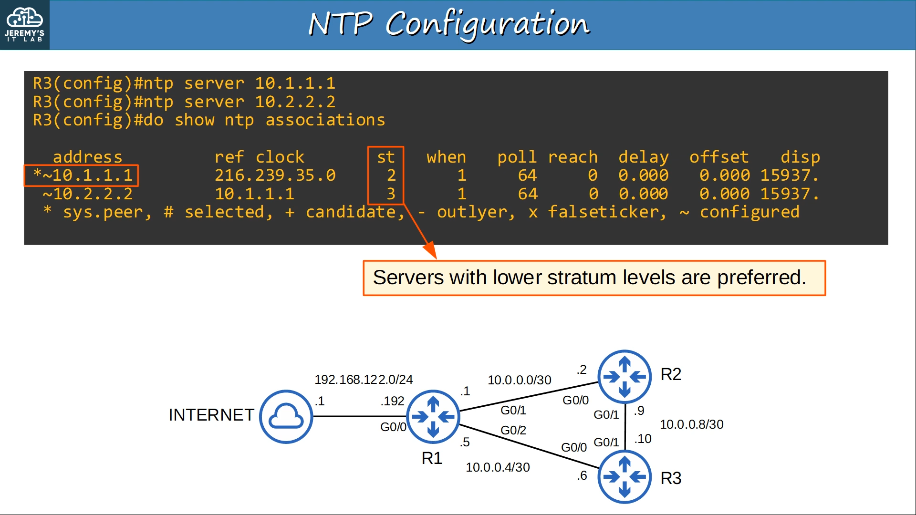 JEREMY'S
IT LAB
NTP Configuration
R3(config)#ntp server 10.1.1.1
R3(config)#ntp server 10.2.2.2
R3(config)#do show ntp associations
address ref clock st when poll reach delay offset disp
*~10.1.1.1 216.239.35.0 2 1 64 0 0.000 0.000 15937.
~10.2.2.2 10.1.1.1 3 1 64 0 0.000 0.000 15937.
* sys.peer, # selected, + candidate, - outlyer, x falseticker, ~ configured
Servers with lower stratum levels are preferred.
192.168.122.0/24
INTERNET
.1
.192
G0/0
R1
.1
10.0.0.0/30
.2
G0/1
G0/0
R2
G0/2
.5
10.0.0.4/30
G0/1
.9
10.0.0.8/30
G0/0
G0/1
.10
.6
R3